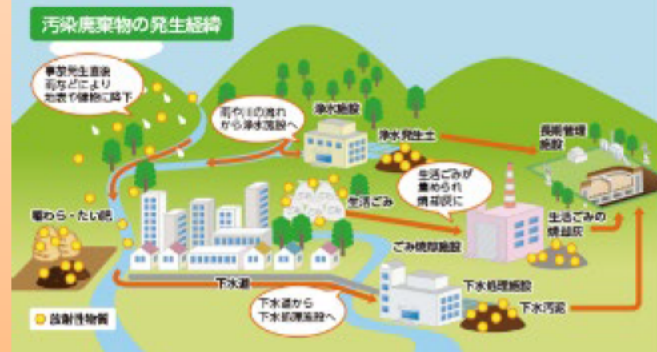 汚染廃棄物の発生経緯
事故発生直後
雨などにより
地表や建物に降下
雨や川の流れ
から浄水施設へ
浄水施設
浄水発生土
長期管理
施設
生活ごみが
集められ
焼却灰に
生活ごみ
稲わら・たい肥
ごみ焼却施設
生活ごみの
焼却灰
下水道
下水処理施設
下水道から
下水処理施設へ
下水汚泥
放射性物質